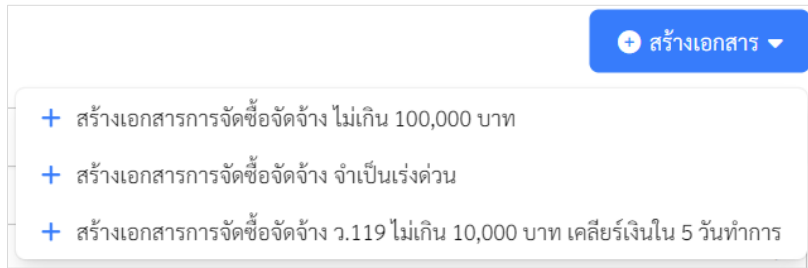 สร้างเอกสาร
สร้างเอกสารการจัดซื้อจัดจ้าง ไม่เกิน 100,000 บาท
สร้างเอกสารการจัดซื้อจัดจ้าง จำเป็นเร่งด่วน
สร้างเอกสารการจัดซื้อจัดจ้าง ว.119 ไม่เกิน 10,000 บาท เคลียร์เงินใน 5 วันทำการ